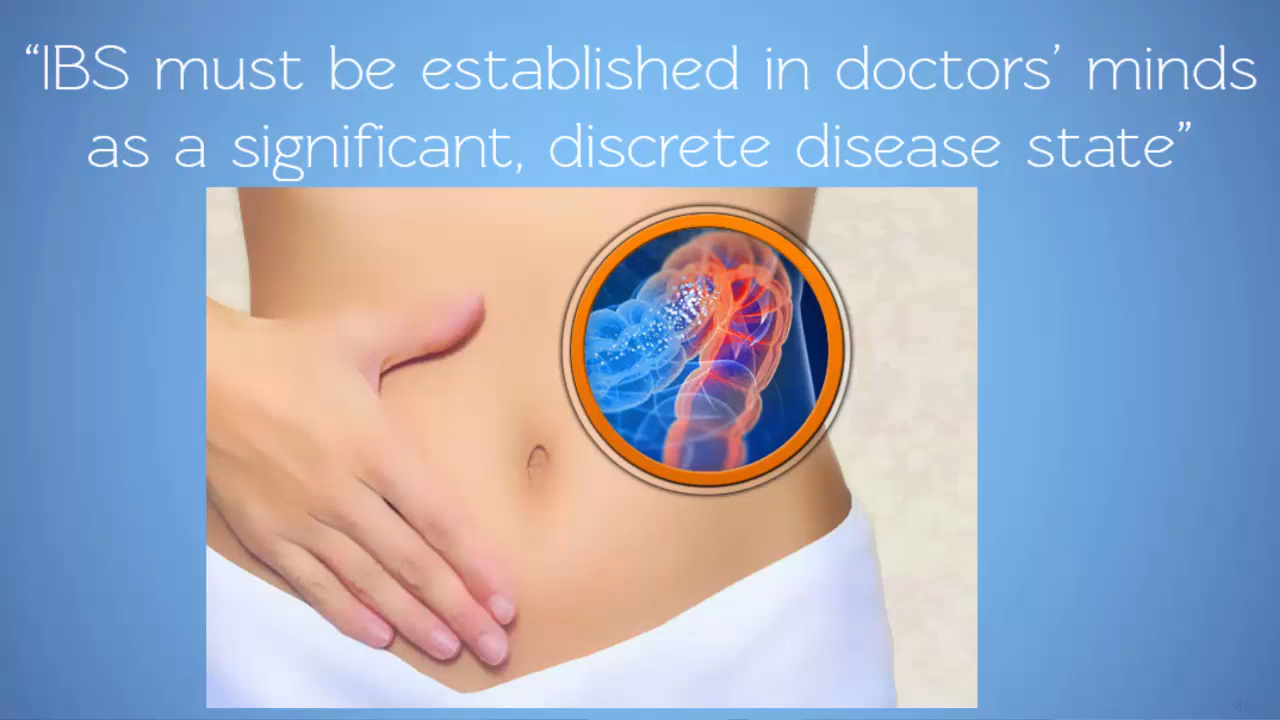 “IBS must be established in doctors’ minds
as a significant, discrete disease state”